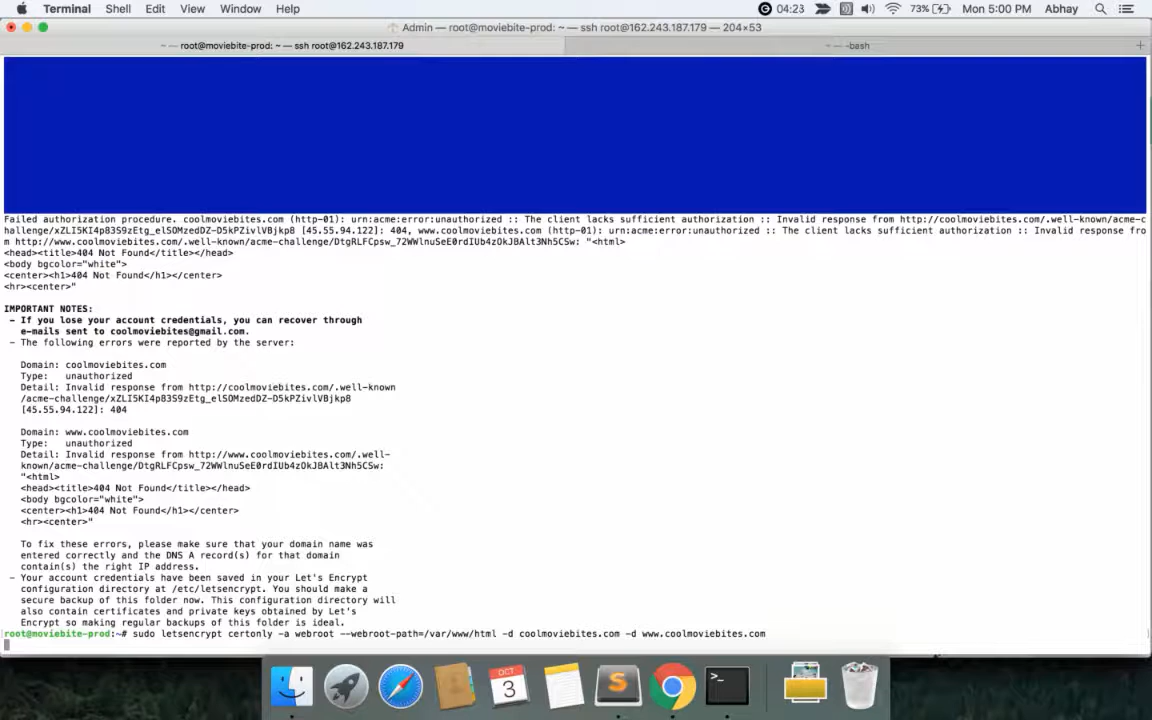 Terminal Shell Edit View Window Help 04:23 73% Mon 5:00 PM Abhay
Admin — root@moviebite-prod: ~ — ssh root@162.243.187.179 — 204×53
~ — root@moviebite-prod: ~ — ssh root@162.243.187.179 ~ — -bash
Failed authorization procedure. coolmoviebites.com (http-01): urn:acme:error:unauthorized :: The client lacks sufficient authorization :: Invalid response from http://coolmoviebites.com/.well-known/acme-c
hallenge/xZLI5KI4p83S9zEtg_elSOMzedDZ-D5kPZivlVBjkp8 [45.55.94.122]: 404, www.coolmoviebites.com (http-01): urn:acme:error:unauthorized :: The client lacks sufficient authorization :: Invalid response fro
m http://www.coolmoviebites.com/.well-known/acme-challenge/DtgRLFCpsw_72WWlnuSeE0rdIUb4zOkJBAlt3Nh5CSw: "<html>
<head><title>404 Not Found</title></head>
<body bgcolor="white">
<center><h1>404 Not Found</h1></center>
<hr><center>"
IMPORTANT NOTES:
- If you lose your account credentials, you can recover through
e-mails sent to coolmoviebites@gmail.com.
- The following errors were reported by the server:
Domain: coolmoviebites.com
Type: unauthorized
Detail: Invalid response from http://coolmoviebites.com/.well-known
/acme-challenge/xZLI5KI4p83S9zEtg_elSOMzedDZ-D5kPZivlVBjkp8
[45.55.94.122]: 404
Domain: www.coolmoviebites.com
Type: unauthorized
Detail: Invalid response from http://www.coolmoviebites.com/.well-
known/acme-challenge/DtgRLFCpsw_72WWlnuSeE0rdIUb4zOkJBAlt3Nh5CSw:
"<html>
<head><title>404 Not Found</title></head>
<body bgcolor="white">
<center><h1>404 Not Found</h1></center>
<hr><center>"
To fix these errors, please make sure that your domain name was
entered correctly and the DNS A record(s) for that domain
contain(s) the right IP address.
- Your account credentials have been saved in your Let's Encrypt
configuration directory at /etc/letsencrypt. You should make a
secure backup of this folder now. This configuration directory will
also contain certificates and private keys obtained by Let's
Encrypt so making regular backups of this folder is ideal.
root@moviebite-prod:~# sudo letsencrypt certonly -a webroot --webroot-path=/var/www/html -d coolmoviebites.com -d www.coolmoviebites.com
OCT
3
S
>_